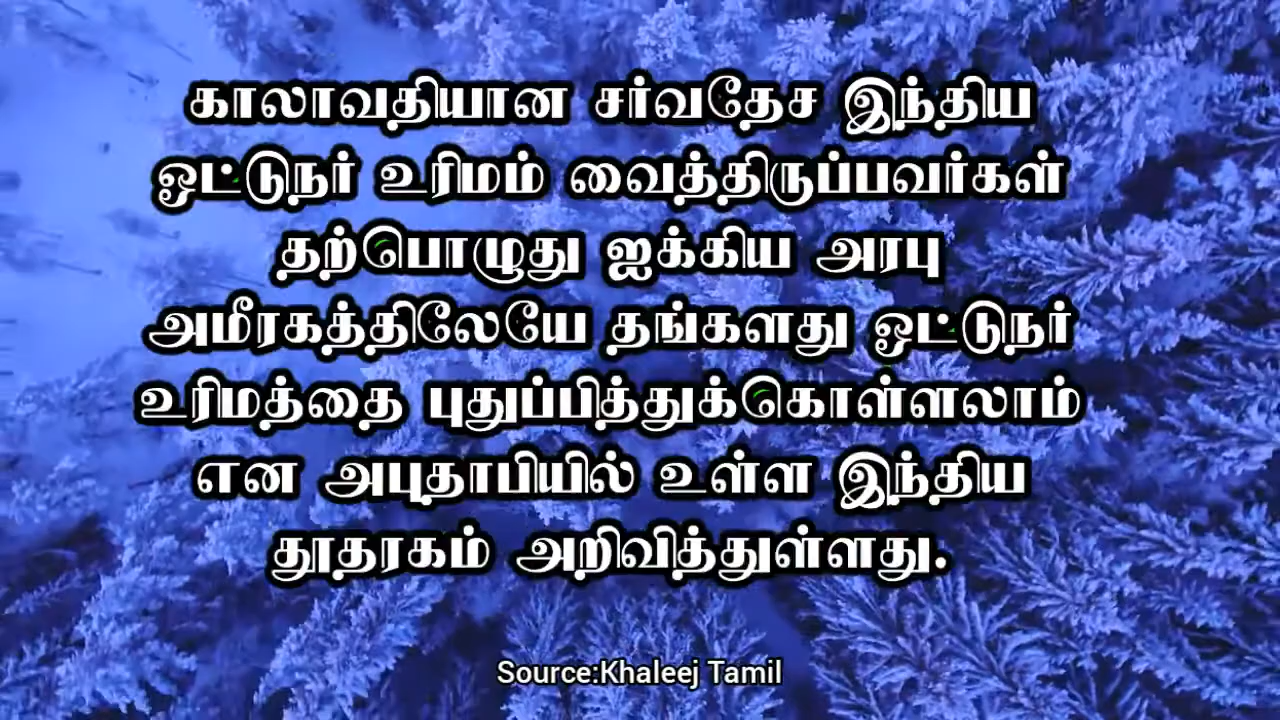 காலாவதியான சர்வதேச இந்திய
ஓட்டுநர் உரிமம் வைத்திருப்பவர்கள்
தற்பொழுது ஐக்கிய அரபு
அமீரகத்திலேயே தங்களது ஓட்டுநர்
உரிமத்தை புதுப்பித்துக்கொள்ளலாம்
என அபுதாபியில் உள்ள இந்திய
தூதரகம் அறிவித்துள்ளது.
Source:Khaleej Tamil